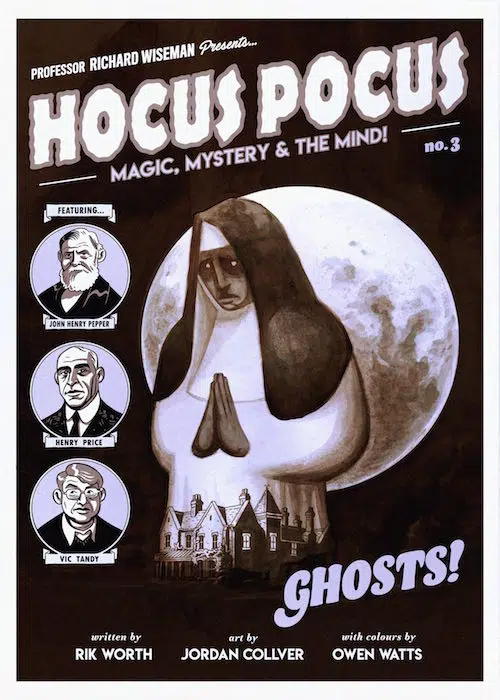 PROFESSOR RICHARD WISEMAN Presents...
HOCUS POCUS
MAGIC, MYSTERY & THE MIND!
no.3
FEATURING...
JOHN HENRY PEPPER
HENRY PRICE
VIC TANDY
GHOSTS!
written by
RIK WORTH
art by
JORDAN COLLVER
with colours by
OWEN WATTS